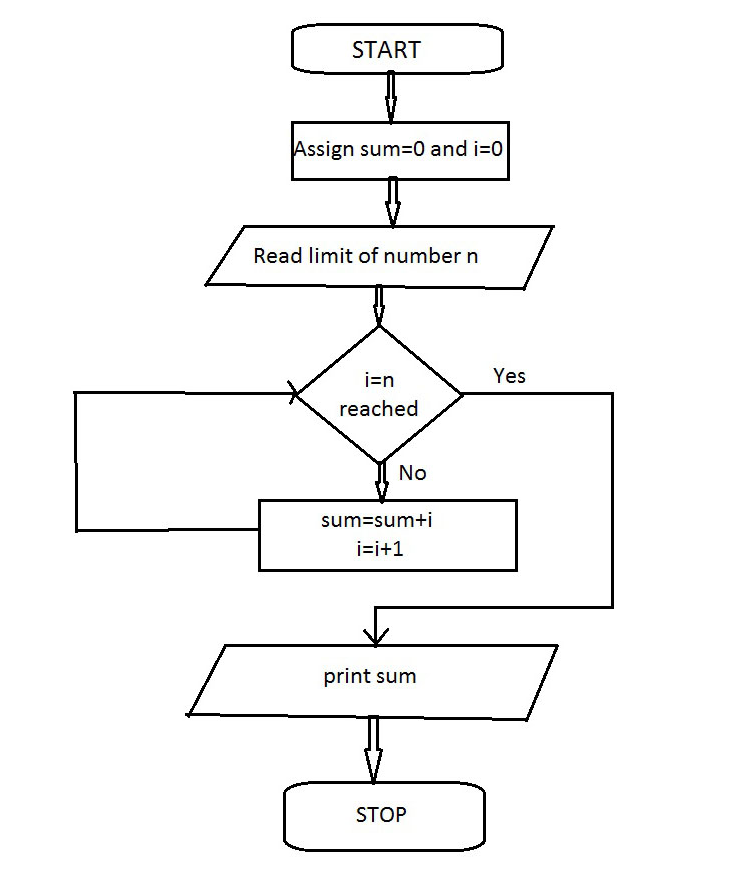 START
Assign sum=0 and i=0
Read limit of number n
i=n
reached
Yes
No
sum=sum+i
i=i+1
print sum
STOP